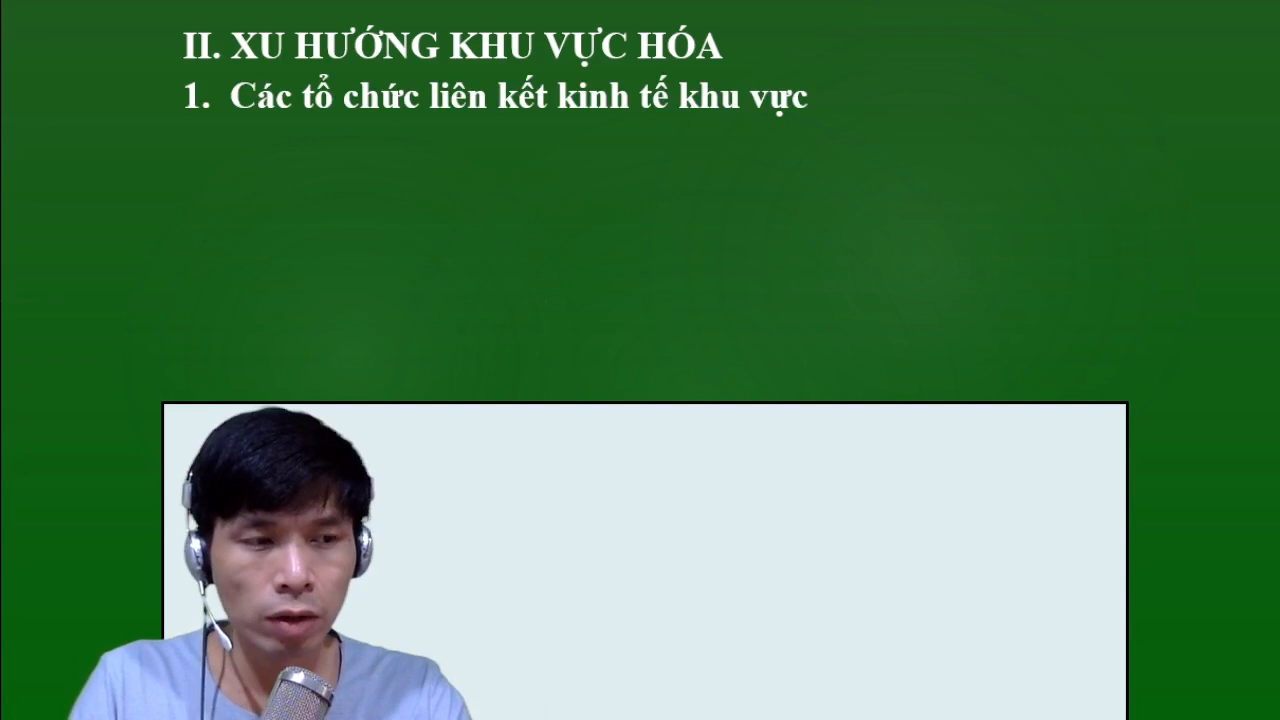 II. XU HƯỚNG KHU VỰC HÓA
1. Các tổ chức liên kết kinh tế khu vực